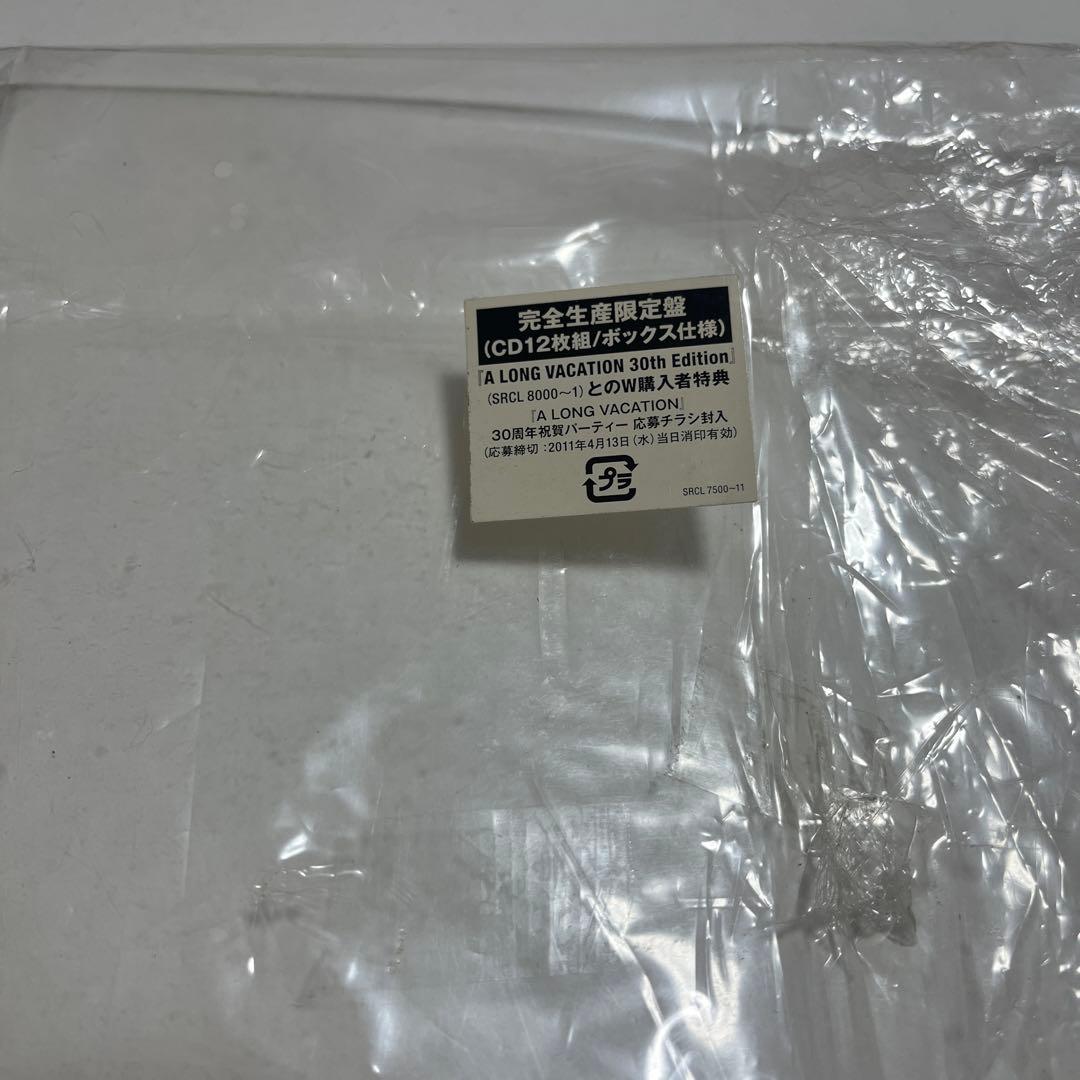 完全生産限定盤
(CD12枚組/ボックス仕様)
『A LONG VACATION 30th Edition』
(SRCL 8000〜1) とのW購入者特典
『A LONG VACATION』
30周年祝賀パーティー 応募チラシ封入
(応募締切:2011年4月13日(水)当日消印有効)
プラ
SRCL 7500〜11